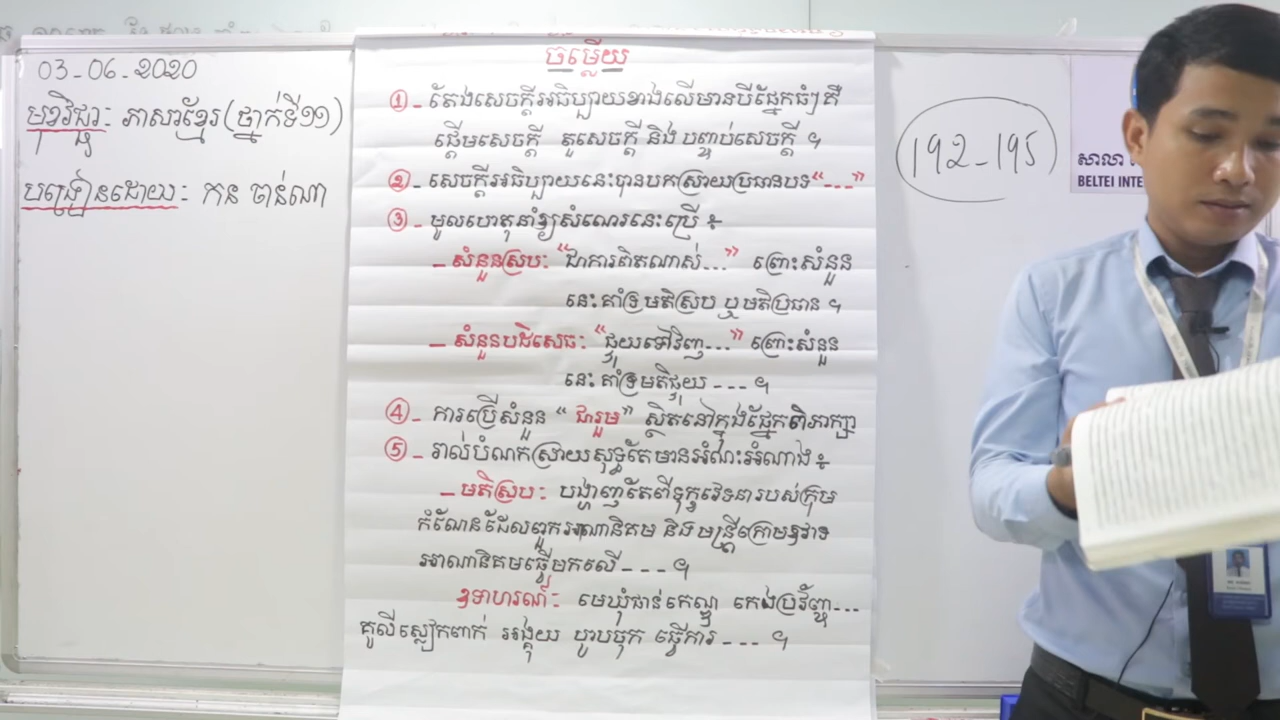 03-06-2020
មុខវិជ្ជា: ភាសាខ្មែរ(ថ្នាក់ទី១១)
បង្រៀនដោយ: កន ចាន់ណា
ចម្លើយ
①- តែងសេចក្តីអធិប្បាយខាងលើមានបីផ្នែកធំៗគឺ
ផ្តើមសេចក្តី តួសេចក្តី និង បញ្ចប់សេចក្តី ។
②- សេចក្តីអធិប្បាយនេះបានបកស្រាយប្រធានបទ“---”
③- មូលហេតុនាំឱ្យសំណេរនេះប្រើ ៖
- សំនួនស្រប: “ជាការពិតណាស់...” ព្រោះសំនួន
នេះគាំទ្រមតិស្រប ឬមតិប្រធាន ។
- សំនួនបដិសេធ: “ផ្ទុយទៅវិញ...” ព្រោះសំនួន
នេះគាំទ្រមតិផ្ទុយ --- ។
④- ការប្រើសំនួន “ជារួម” ស្ថិតនៅក្នុងផ្នែកពិភាក្សា
⑤- រាល់បំណកស្រាយសុទ្ធតែមានអំណះអំណាង ៖
- មតិស្រប: បង្ហាញតែពីទុក្ខវេទនារបស់ក្រុម
កំណែនដែលពួកអាណានិគម និងមន្ត្រីក្រោមឱវាទ
អាណានិគមធ្វើមកលើ --- ។
ឧទាហរណ៍: មេឃុំធាន់កេណ្ឌ កេងប្រវ័ញ្ច...
គូលីស្លៀកពាក់ អង្គុយ បូបចុក ធ្វើការ --- ។
192-195
សាលា
BELTEI INTE